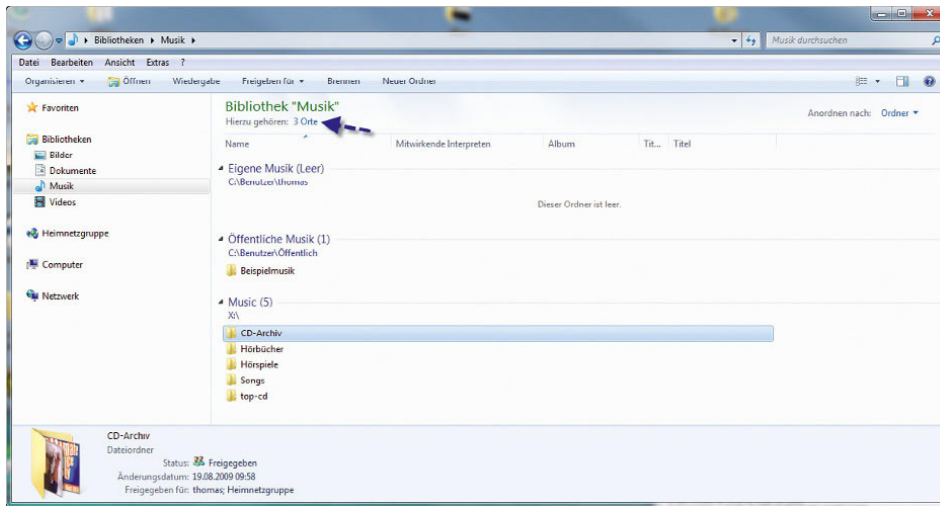 Bibliotheken ▸ Musik ▸
Musik durchsuchen
Datei Bearbeiten Ansicht Extras ?
Organisieren Öffnen Wiedergabe Freigeben für Brennen Neuer Ordner
Favoriten
Bibliotheken
Bilder
Dokumente
Musik
Videos
Heimnetzgruppe
Computer
Netzwerk
Bibliothek "Musik"
Hierzu gehören: 3 Orte
Anordnen nach: Ordner
Name Mitwirkende Interpreten Album Tit... Titel
Eigene Musik (Leer)
C:\Benutzer\thomas
Dieser Ordner ist leer.
Öffentliche Musik (1)
C:\Benutzer\Öffentlich
Beispielmusik
Music (5)
X:\
CD-Archiv
Hörbücher
Hörspiele
Songs
top-cd
CD-Archiv
Dateiordner
Status: Freigegeben
Änderungsdatum: 19.08.2009 09:58
Freigegeben für: thomas; Heimnetzgruppe